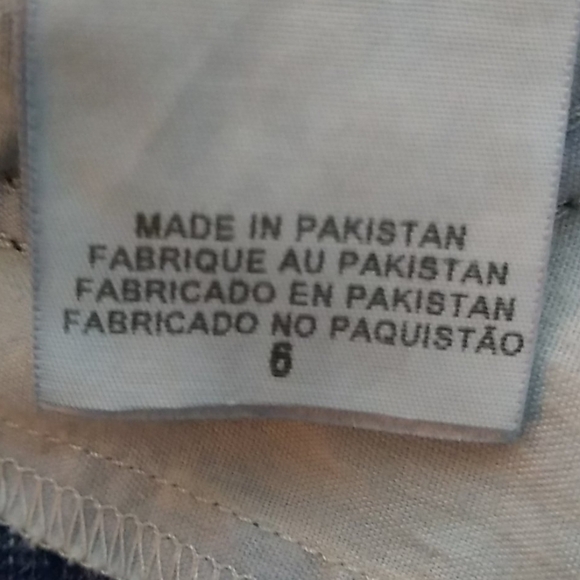 MADE IN PAKISTAN
FABRIQUE AU PAKISTAN
FABRICADO EN PAKISTAN
FABRICADO NO PAQUISTÃO
6